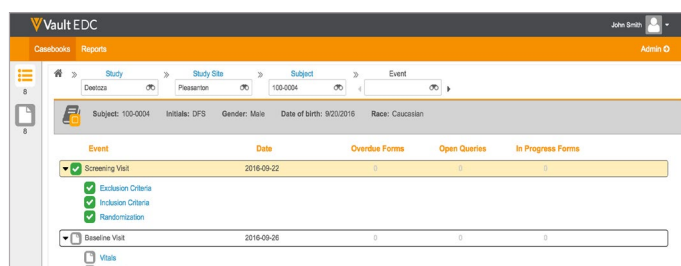 Vault EDC
John Smith
Casebooks Reports Admin
8
8
» Study » Study Site » Subject » Event
Deetoza Pleasanton 100-0004
Subject: 100-0004 Initials: DFS Gender: Male Date of birth: 9/20/2016 Race: Caucasian
Event Date Overdue Forms Open Queries In Progress Forms
Screening Visit 2016-09-22 0 0 0
Exclusion Criteria
Inclusion Criteria
Randomization
Baseline Visit 2016-09-26 0 0 0
Vitals